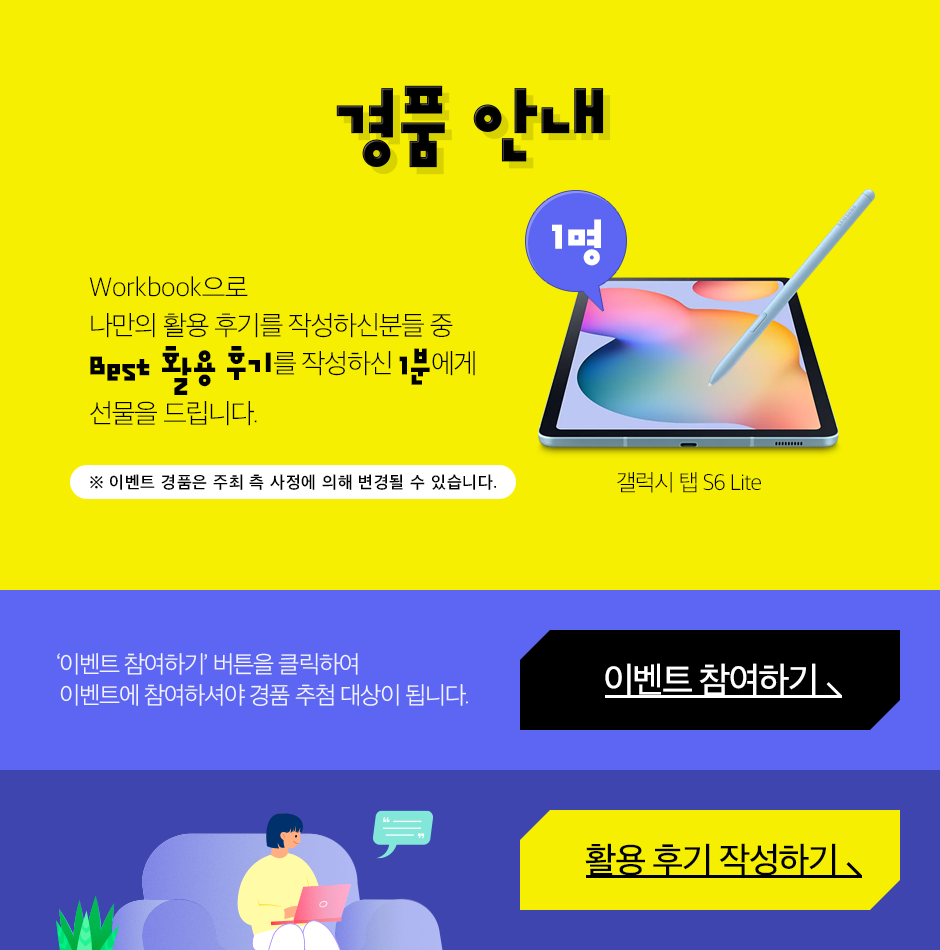 경품 안내
1명
Workbook으로
나만의 활용 후기를 작성하신분들 중
Best 활용 후기를 작성하신 1분에게
선물을 드립니다.
※ 이벤트 경품은 주최 측 사정에 의해 변경될 수 있습니다.
갤럭시 탭 S6 Lite
‘이벤트 참여하기’ 버튼을 클릭하여
이벤트에 참여하셔야 경품 추첨 대상이 됩니다.
이벤트 참여하기
활용 후기 작성하기